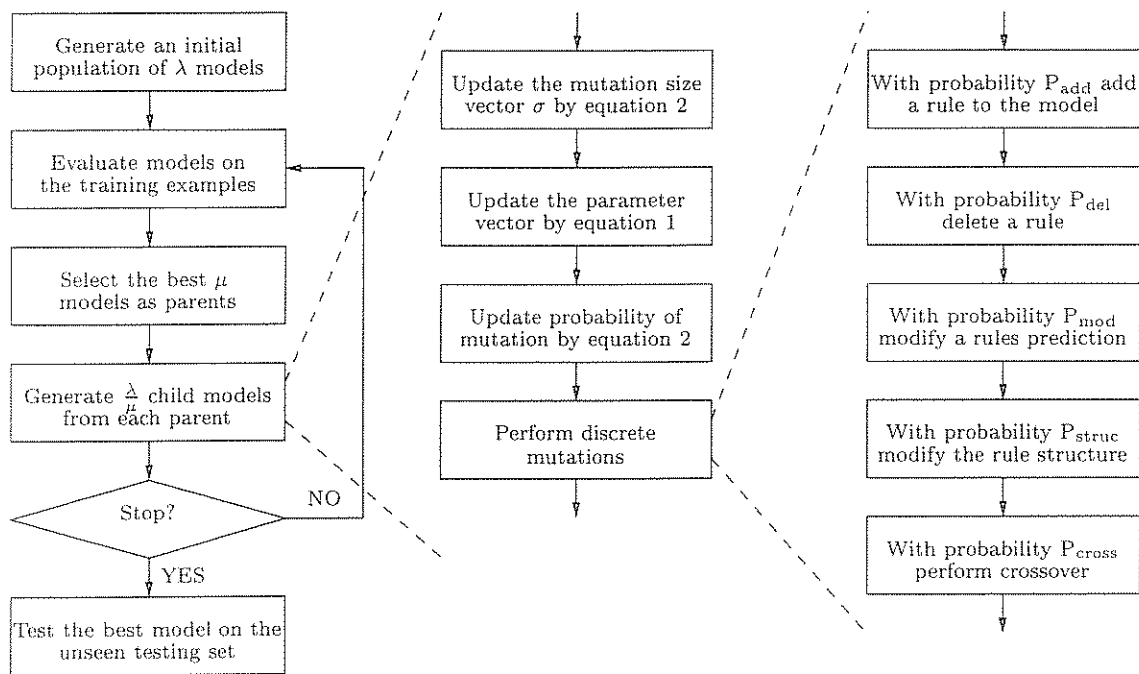 Generate an initial
population of λ models
Evaluate models on
the training examples
Select the best μ
models as parents
Generate λ/μ child models
from each parent
Stop?
NO
YES
Test the best model on the
unseen testing set
Update the mutation size
vector σ by equation 2
Update the parameter
vector by equation 1
Update probability of
mutation by equation 2
Perform discrete
mutations
With probability P_add add
a rule to the model
With probability P_del
delete a rule
With probability P_mod
modify a rules prediction
With probability P_struc
modify the rule structure
With probability P_cross
perform crossover